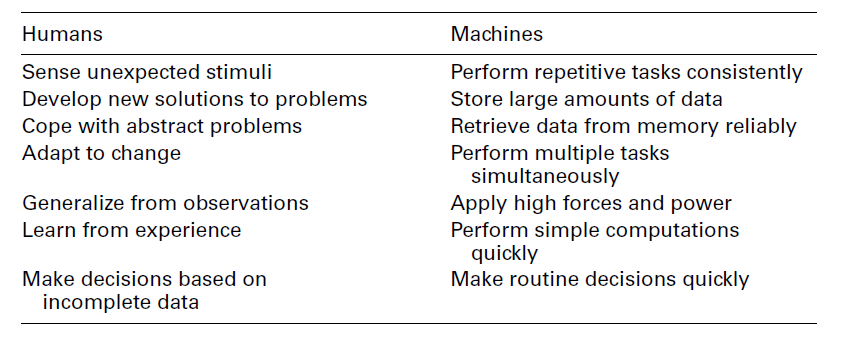 Humans Machines
Sense unexpected stimuli Perform repetitive tasks consistently
Develop new solutions to problems Store large amounts of data
Cope with abstract problems Retrieve data from memory reliably
Adapt to change Perform multiple tasks
simultaneously
Generalize from observations Apply high forces and power
Learn from experience Perform simple computations
quickly
Make decisions based on Make routine decisions quickly
incomplete data